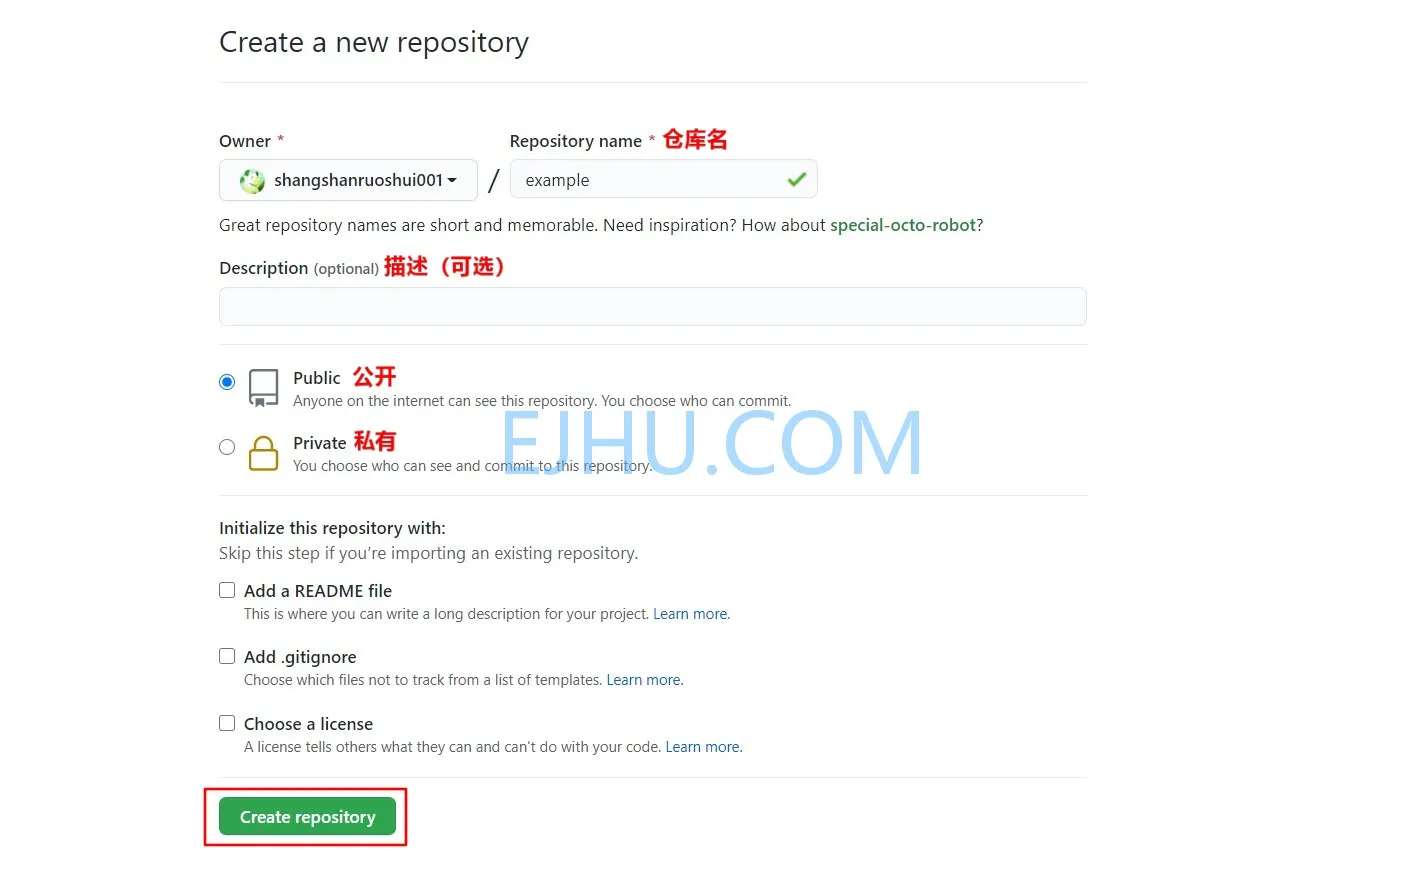 Create a new repository
Owner * Repository name * 仓库名
shangshanruoshui001 / example
Great repository names are short and memorable. Need inspiration? How about special-octo-robot?
Description (optional) 描述（可选）
Public 公开
Anyone on the internet can see this repository. You choose who can commit.
EJHU.COM
Private 私有
You choose who can see and commit to this repository.
Initialize this repository with:
Skip this step if you’re importing an existing repository.
Add a README file
This is where you can write a long description for your project. Learn more.
Add .gitignore
Choose which files not to track from a list of templates. Learn more.
Choose a license
A license tells others what they can and can't do with your code. Learn more.
Create repository